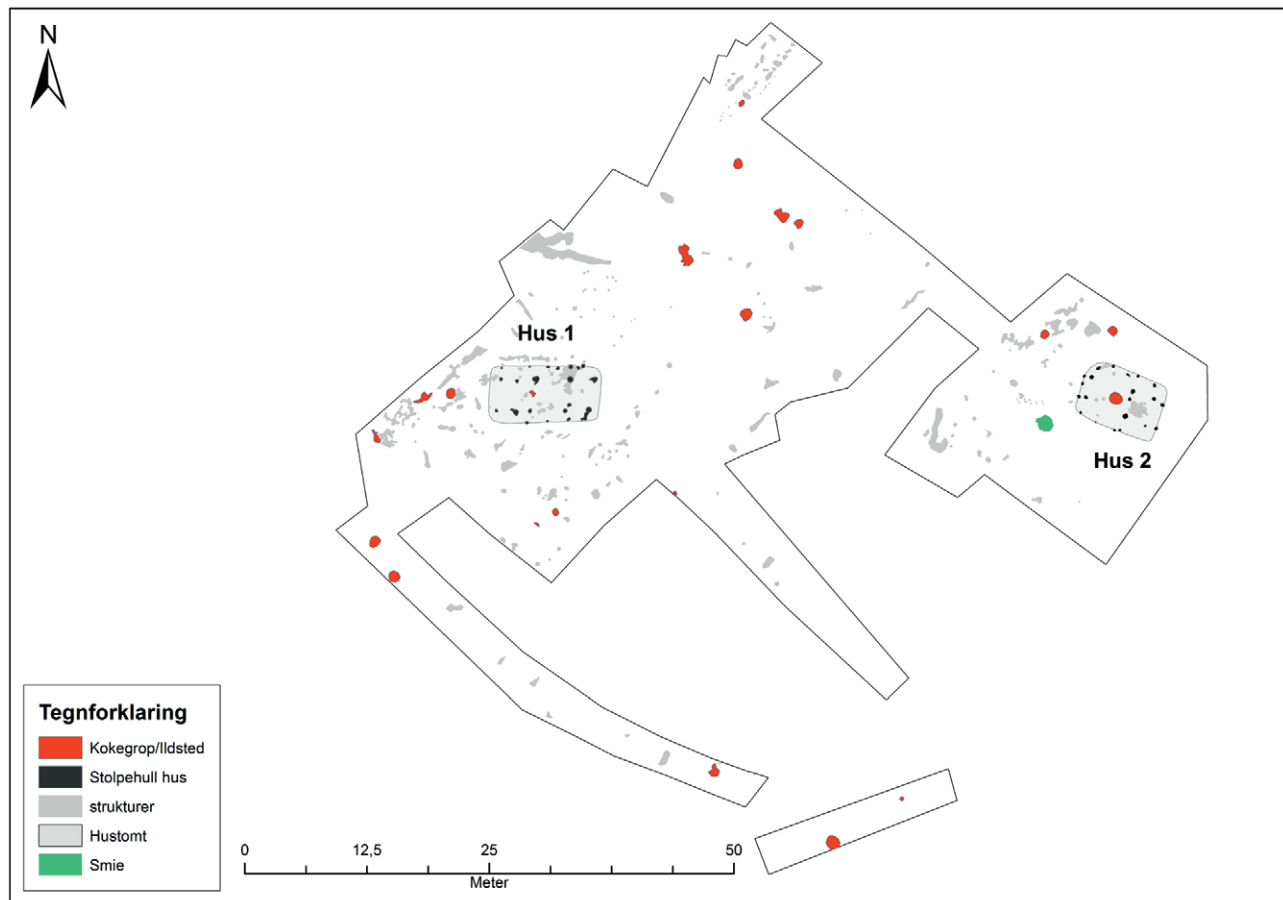 N
Hus 1
Hus 2
Tegnforklaring
Kokegrop/Ildsted
Stolpehull hus
strukturer
Hustomt
Smie
0 12,5 25 50
Meter